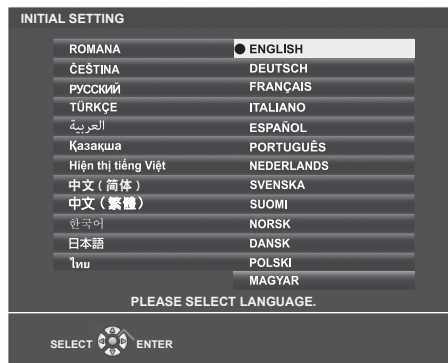 INITIAL SETTING
ROMANA ENGLISH
ČEŠTINA DEUTSCH
РУССКИЙ FRANÇAIS
TÜRKÇE ITALIANO
العربية ESPAÑOL
Қазақша PORTUGUÊS
Hiện thị tiếng Việt NEDERLANDS
中文 ( 简体 ) SVENSKA
中文 ( 繁體 ) SUOMI
한국어 NORSK
日本語 DANSK
ไทย POLSKI
MAGYAR
PLEASE SELECT LANGUAGE.
SELECT ENTER